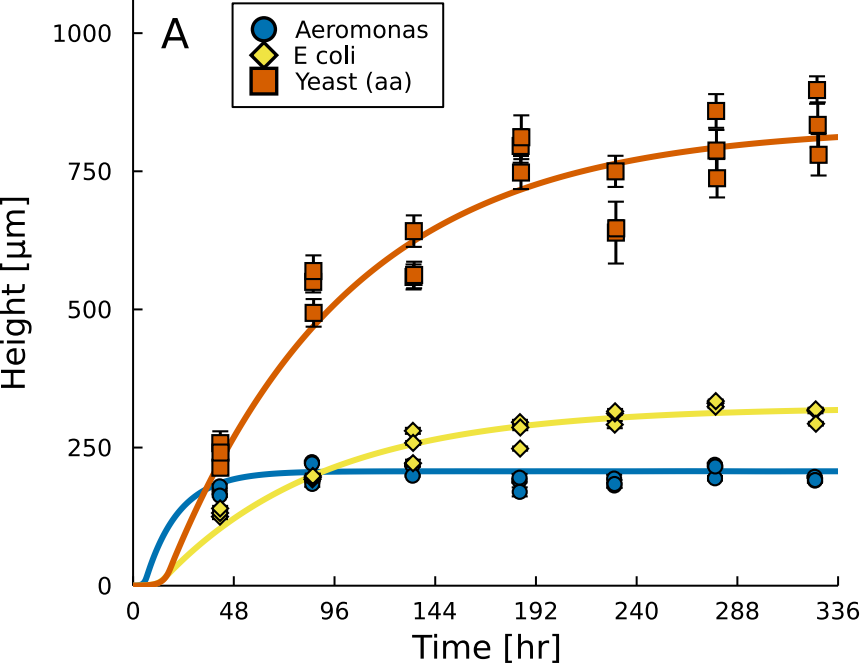 A
Aeromonas
E coli
Yeast (aa)
1000
750
500
250
0
Height [μm]
0 48 96 144 192 240 288 336
Time [hr]